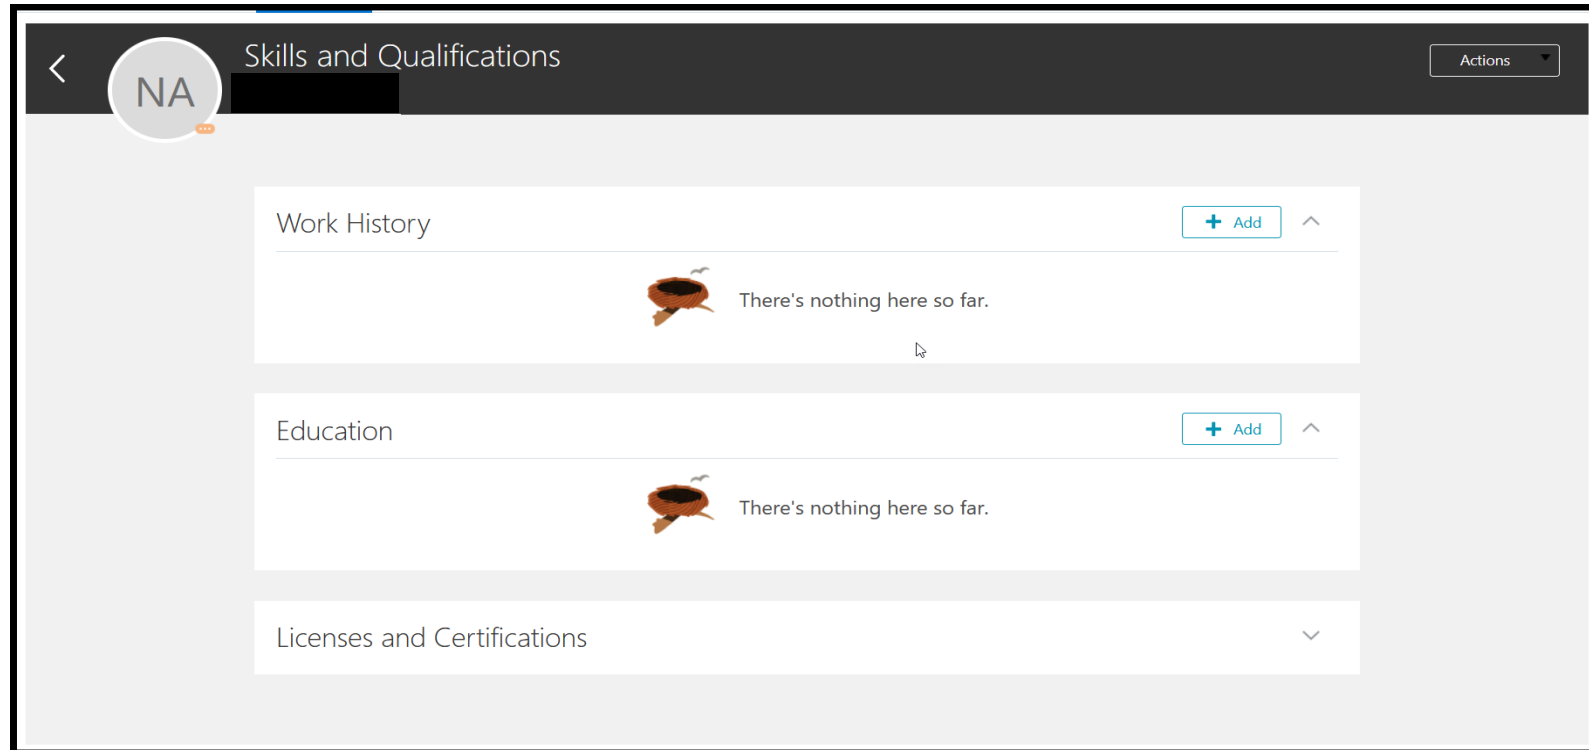 Skills and Qualifications
Actions
NA
Work History
Add
There's nothing here so far.
Education
Add
There's nothing here so far.
Licenses and Certifications